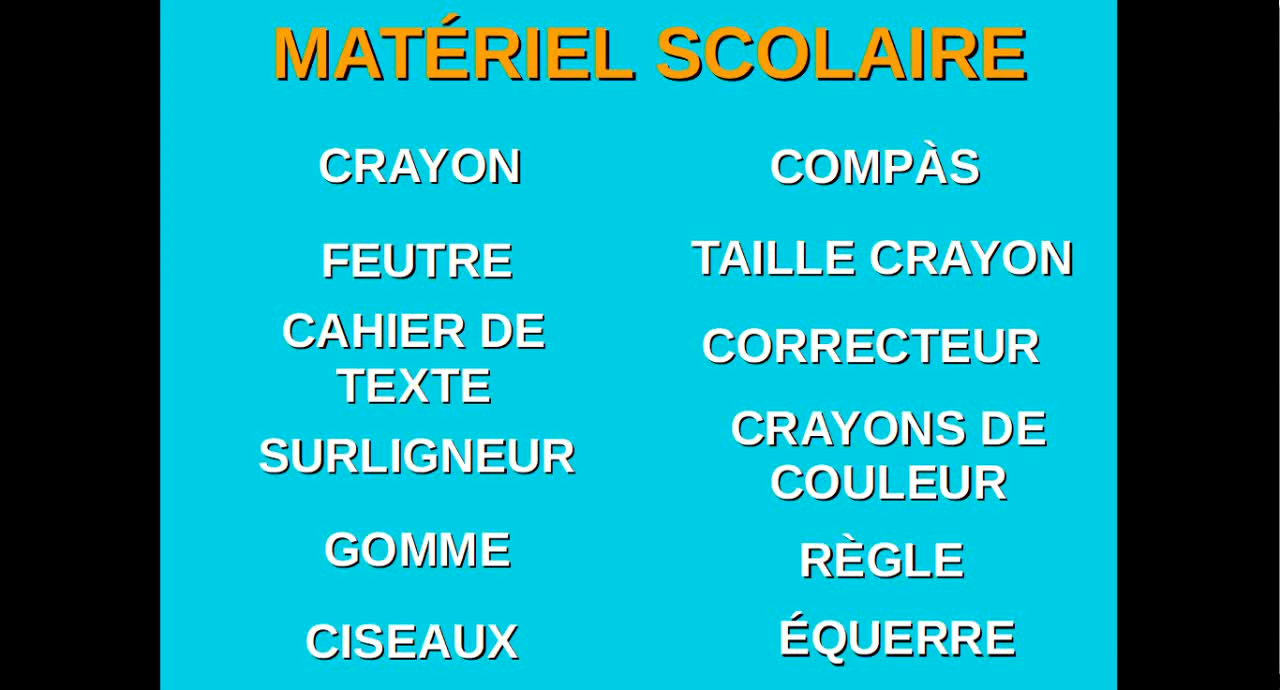 MATÉRIEL SCOLAIRE
CRAYON
FEUTRE
CAHIER DE
TEXTE
SURLIGNEUR
GOMME
CISEAUX
COMPÀS
TAILLE CRAYON
CORRECTEUR
CRAYONS DE
COULEUR
RÈGLE
ÉQUERRE